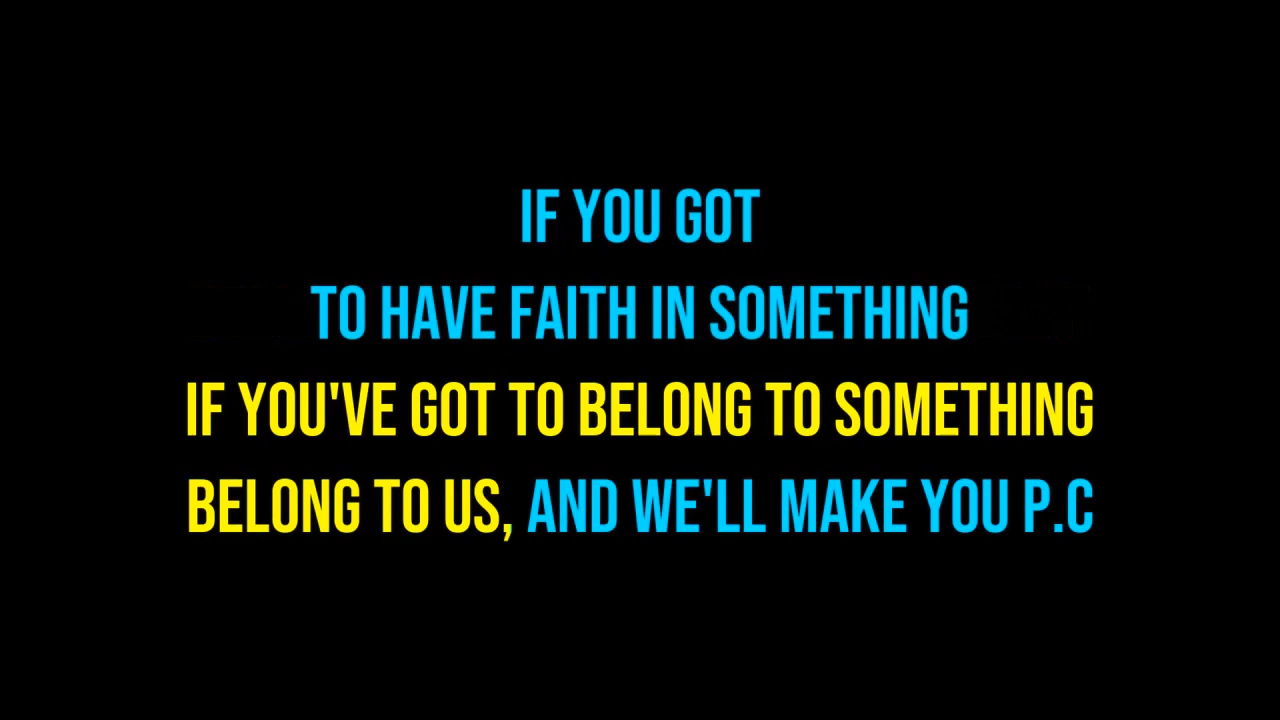 IF YOU GOT
TO HAVE FAITH IN SOMETHING
IF YOU'VE GOT TO BELONG TO SOMETHING
BELONG TO US, AND WE'LL MAKE YOU P.C